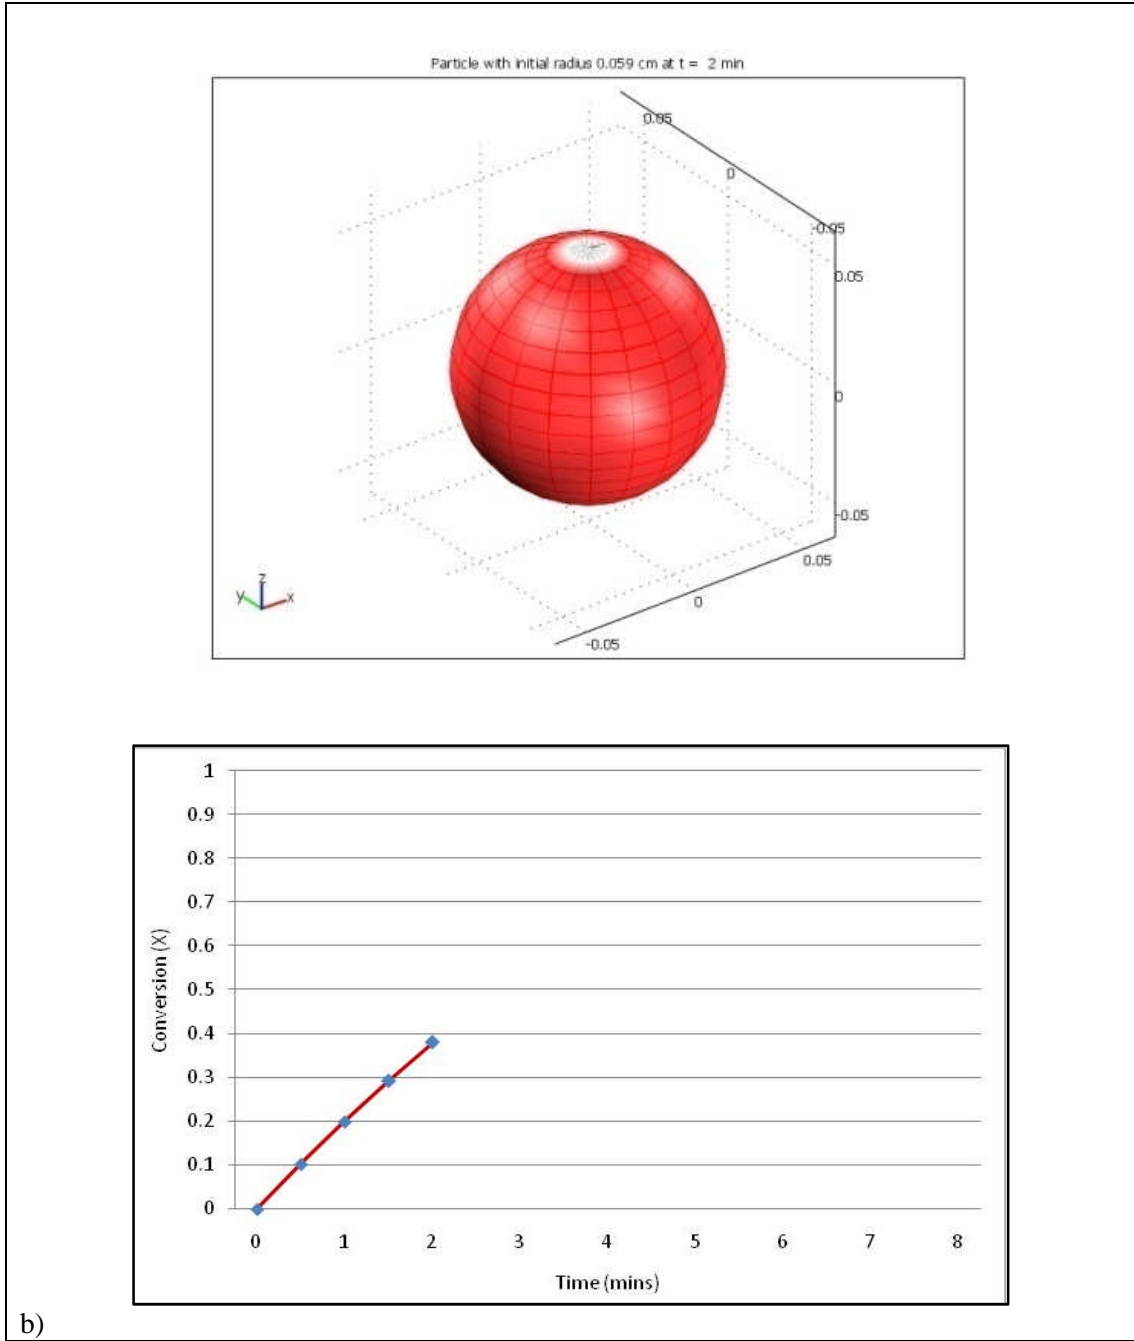 Particle with initial radius 0.059 cm at t = 2 min
0.05
0
-0.05
0.05
0
-0.05
0.05
0
-0.05
z
y
x
1
0.9
0.8
0.7
0.6
0.5
0.4
0.3
0.2
0.1
0
Conversion (X)
0 1 2 3 4 5 6 7 8
Time (mins)
b)